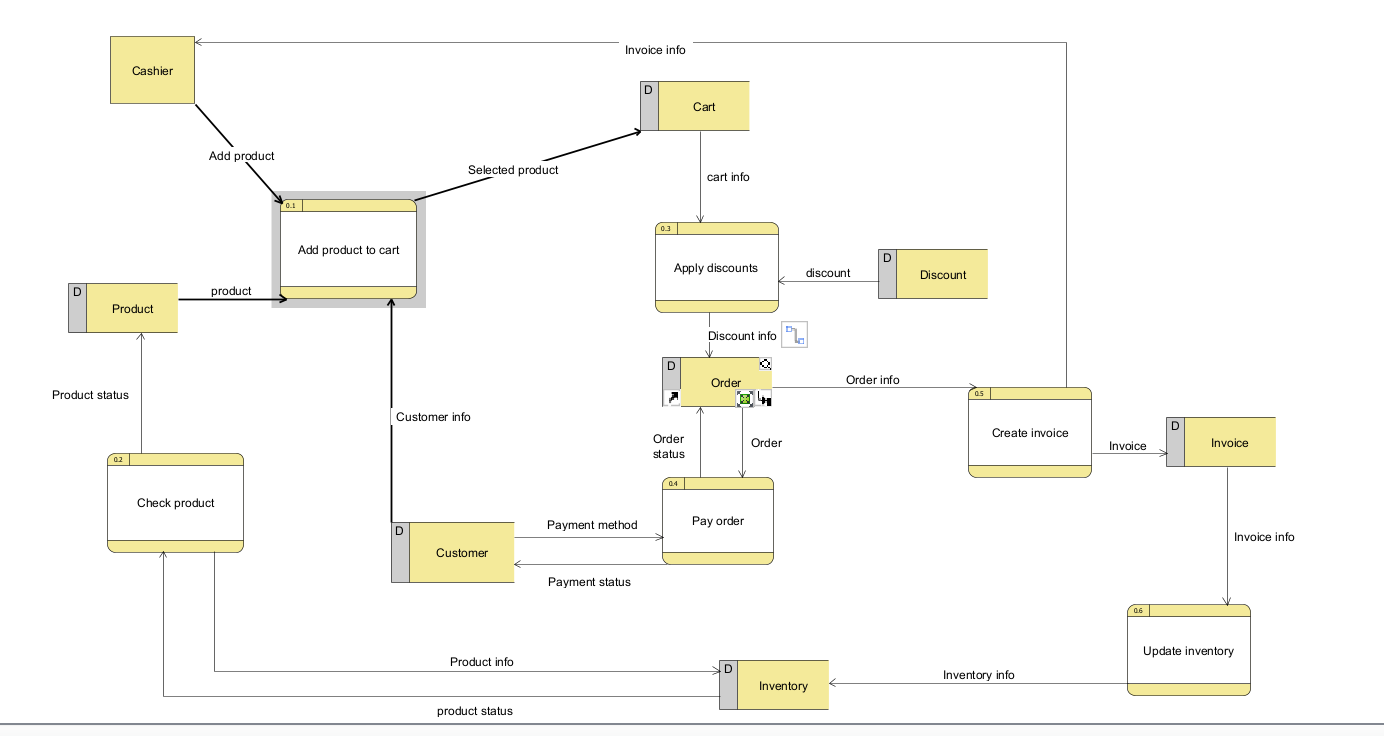 Invoice info
Cashier
D
Cart
Add product
Selected product
cart info
0.1
Add product to cart
0.3
Apply discounts
D
Discount
discount
D
Product
product
Discount info
D
Order
Order info
Product status
Customer info
0.5
Create invoice
Order
status
Order
Invoice
D
Invoice
0.2
Check product
0.4
Pay order
D
Customer
Payment method
Payment status
Invoice info
0.6
Update inventory
Product info
D
Inventory
Inventory info
product status